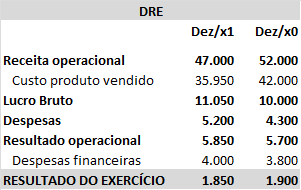 DRE
Dez/x1 Dez/x0
Receita operacional 47.000 52.000
Custo produto vendido 35.950 42.000
Lucro Bruto 11.050 10.000
Despesas 5.200 4.300
Resultado operacional 5.850 5.700
Despesas financeiras 4.000 3.800
RESULTADO DO EXERCÍCIO 1.850 1.900